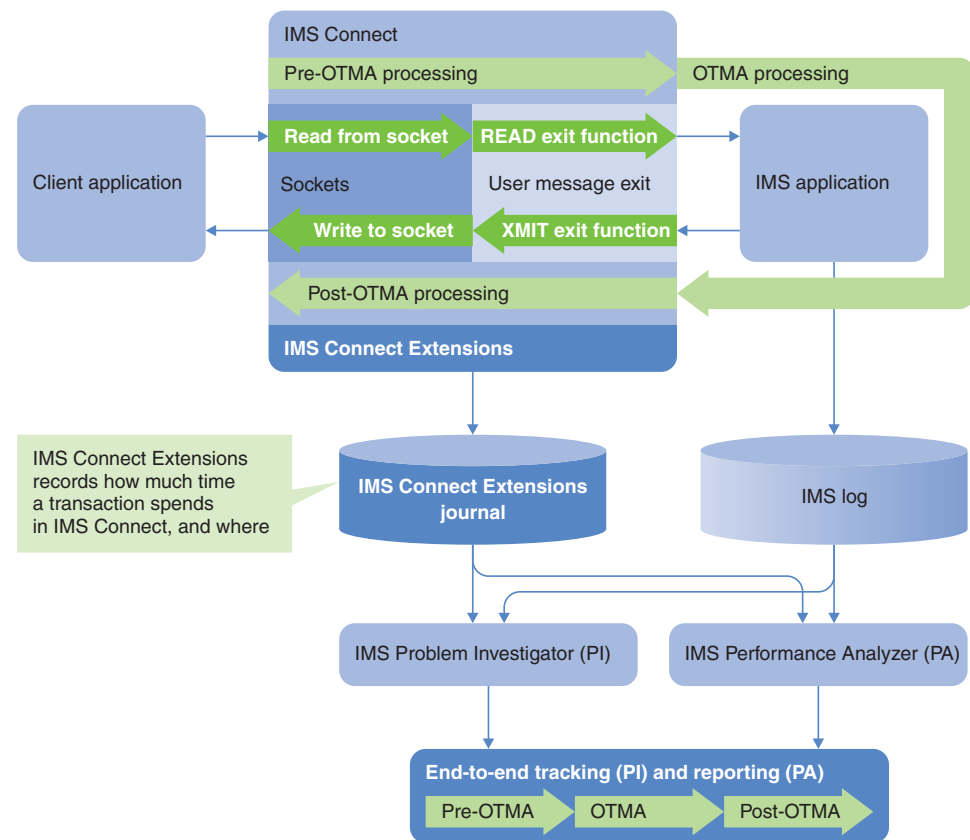 IMS Connect
Pre-OTMA processing
OTMA processing
Client application
Read from socket
READ exit function
Sockets
User message exit
IMS application
Write to socket
XMIT exit function
Post-OTMA processing
IMS Connect Extensions
IMS Connect Extensions
records how much time
a transaction spends
in IMS Connect, and where
IMS Connect Extensions
journal
IMS log
IMS Problem Investigator (PI)
IMS Performance Analyzer (PA)
End-to-end tracking (PI) and reporting (PA)
Pre-OTMA
OTMA
Post-OTMA